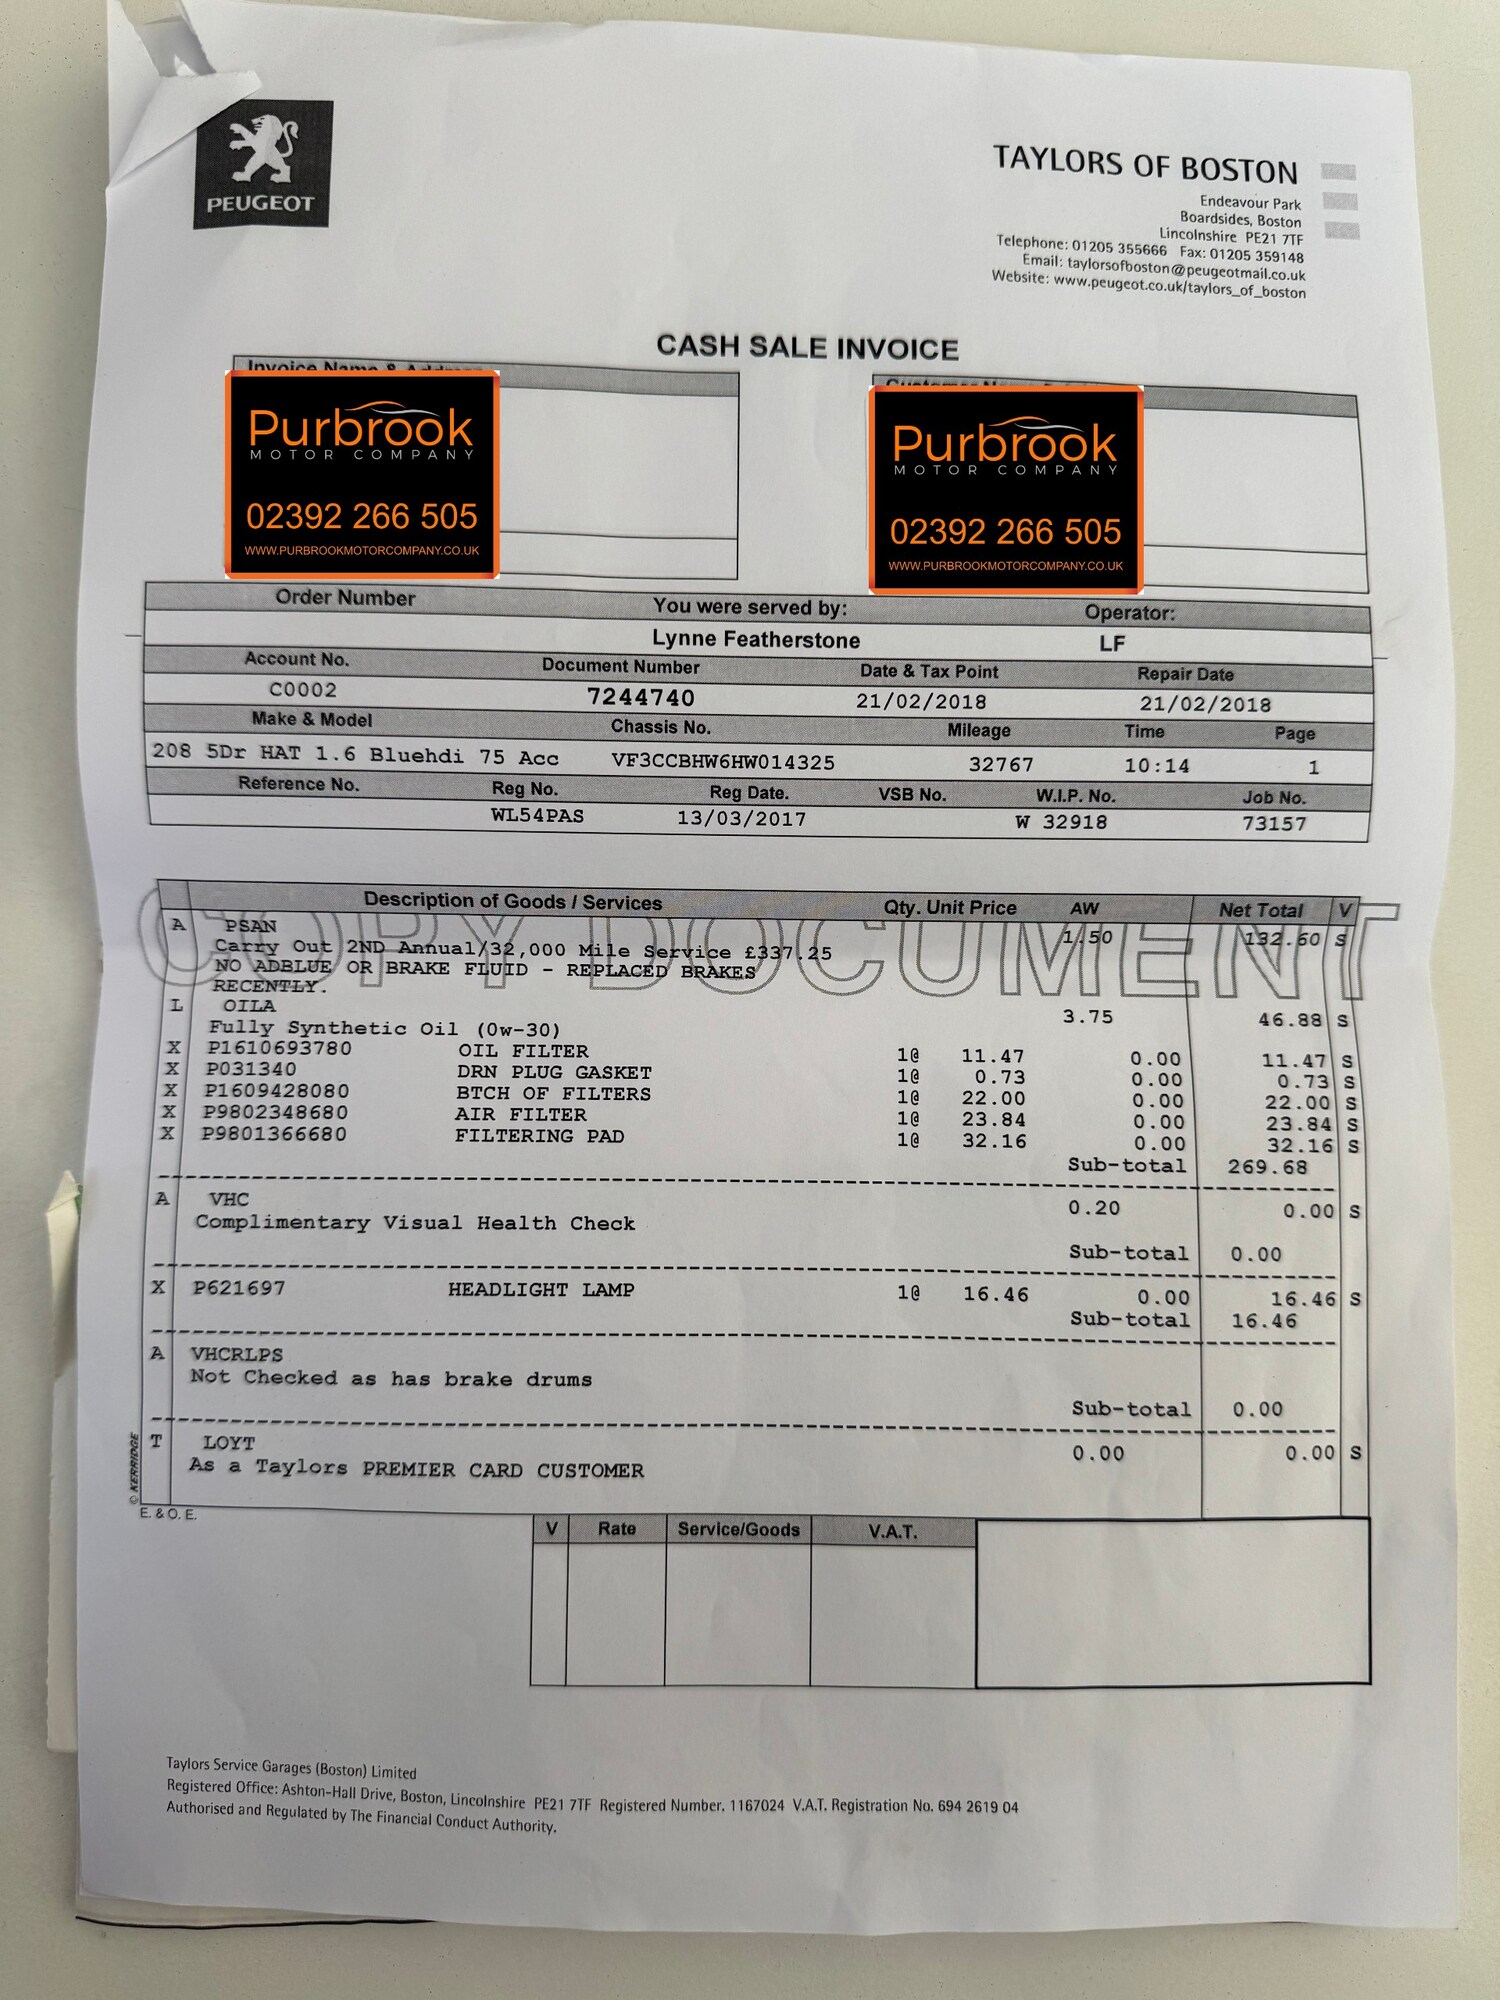 PEUGEOT
TAYLORS OF BOSTON
Endeavour Park
Boardsides, Boston
Lincolnshire PE21 7TF
Telephone: 01205 355666 Fax: 01205 359148
Email: taylorsofboston@peugeotmail.co.uk
Website: www.peugeot.co.uk/taylors_of_boston
CASH SALE INVOICE
Invoice Name & Address
Customer Name
Purbrook
MOTOR COMPANY
02392 266 505
WWW.PURBROOKMOTORCOMPANY.CO.UK
Purbrook
MOTOR COMPANY
02392 266 505
WWW.PURBROOKMOTORCOMPANY.CO.UK
Order Number You were served by: Operator:
Lynne Featherstone LF
Account No. Document Number Date & Tax Point Repair Date
C0002 7244740 21/02/2018 21/02/2018
Make & Model Chassis No. Mileage Time Page
208 5Dr HAT 1.6 Bluehdi 75 Acc VF3CCBHW6HW014325 32767 10:14 1
Reference No. Reg No. Reg Date. VSB No. W.I.P. No. Job No.
WL54PAS 13/03/2017 W 32918 73157
Description of Goods / Services Qty. Unit Price AW Net Total V
COPY DOCUMENT
A PSAN 1.50 132.60 S
Carry Out 2ND Annual/32,000 Mile Service £337.25
NO ADBLUE OR BRAKE FLUID - REPLACED BRAKES
RECENTLY.
L OILA 3.75 46.88 S
Fully Synthetic Oil (0w-30)
X P1610693780 OIL FILTER 1@ 11.47 0.00 11.47 S
X P031340 DRN PLUG GASKET 1@ 0.73 0.00 0.73 S
X P1609428080 BTCH OF FILTERS 1@ 22.00 0.00 22.00 S
X P9802348680 AIR FILTER 1@ 23.84 0.00 23.84 S
X P9801366680 FILTERING PAD 1@ 32.16 0.00 32.16 S
Sub-total 269.68
A VHC 0.20 0.00 S
Complimentary Visual Health Check
Sub-total 0.00
X P621697 HEADLIGHT LAMP 1@ 16.46 0.00 16.46 S
Sub-total 16.46
A VHCRLPS
Not Checked as has brake drums
Sub-total 0.00
T LOYT 0.00 0.00 S
As a Taylors PREMIER CARD CUSTOMER
© KERRIDGE
E. & O. E.
V Rate Service/Goods V.A.T.
Taylors Service Garages (Boston) Limited
Registered Office: Ashton-Hall Drive, Boston, Lincolnshire PE21 7TF Registered Number. 1167024 V.A.T. Registration No. 694 2619 04
Authorised and Regulated by The Financial Conduct Authority.